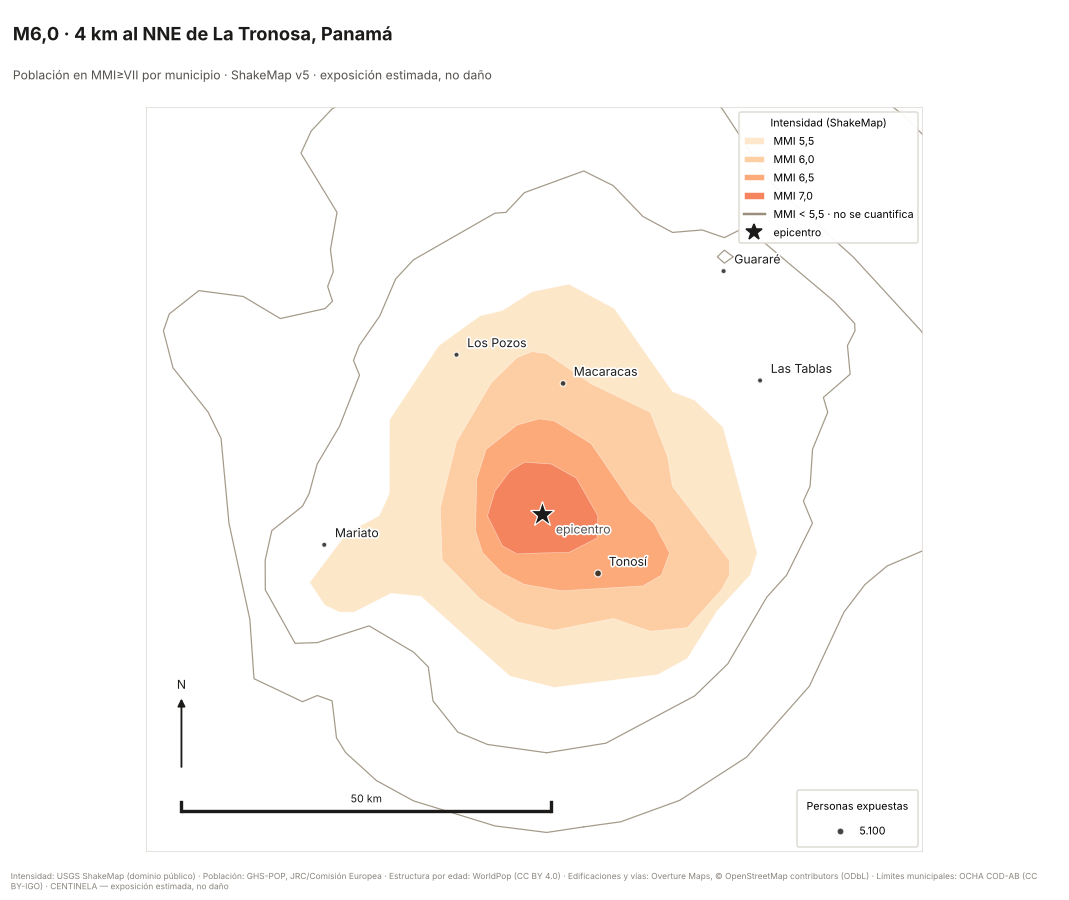 M6,0 · 4 km al NNE de La Tronosa, Panamá
Población en MMI≥VII por municipio · ShakeMap v5 · exposición estimada, no daño
Intensidad (ShakeMap)
MMI 5,5
MMI 6,0
MMI 6,5
MMI 7,0
MMI < 5,5 · no se cuantifica
epicentro
Guararé
Los Pozos
Macaracas
Las Tablas
epicentro
Mariato
Tonosí
N
50 km
Personas expuestas
5.100
Intensidad: USGS ShakeMap (dominio público) · Población: GHS-POP, JRC/Comisión Europea · Estructura por edad: WorldPop (CC BY 4.0) · Edificaciones y vías: Overture Maps, © OpenStreetMap contributors (ODbL) · Límites municipales: OCHA COD-AB (CC
BY-IGO) · CENTINELA — exposición estimada, no daño